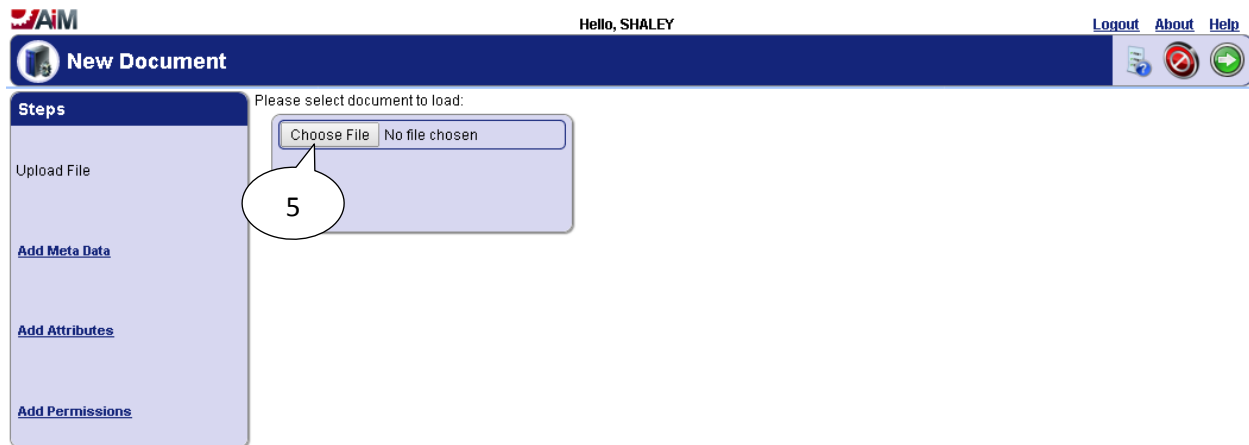 AiM
Hello, SHALEY
Logout About Help
New Document
Steps
Please select document to load:
Choose File No file chosen
Upload File
5
Add Meta Data
Add Attributes
Add Permissions